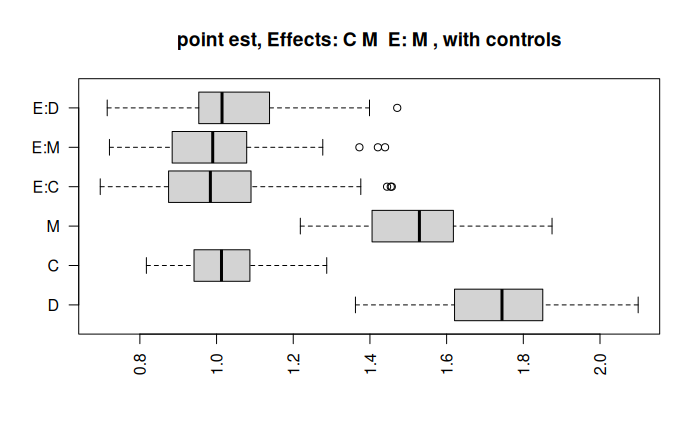 point est, Effects: C M  E: M , with controls
E:D
E:M
E:C
M
C
D
0.8 1.0 1.2 1.4 1.6 1.8 2.0